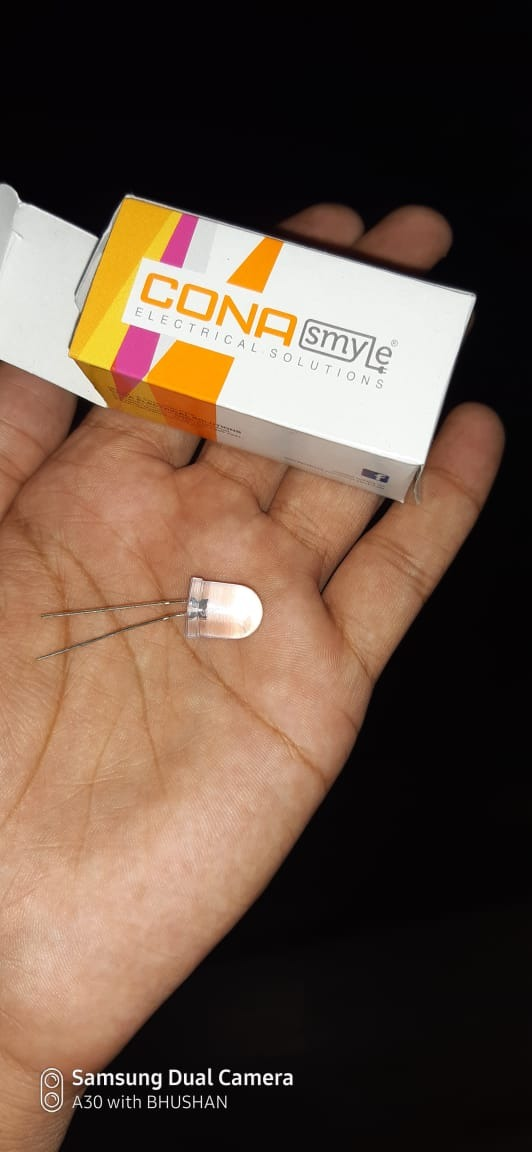 CONA smyle®
ELECTRICAL SOLUTIONS
Samsung Dual Camera
A30 with BHUSHAN